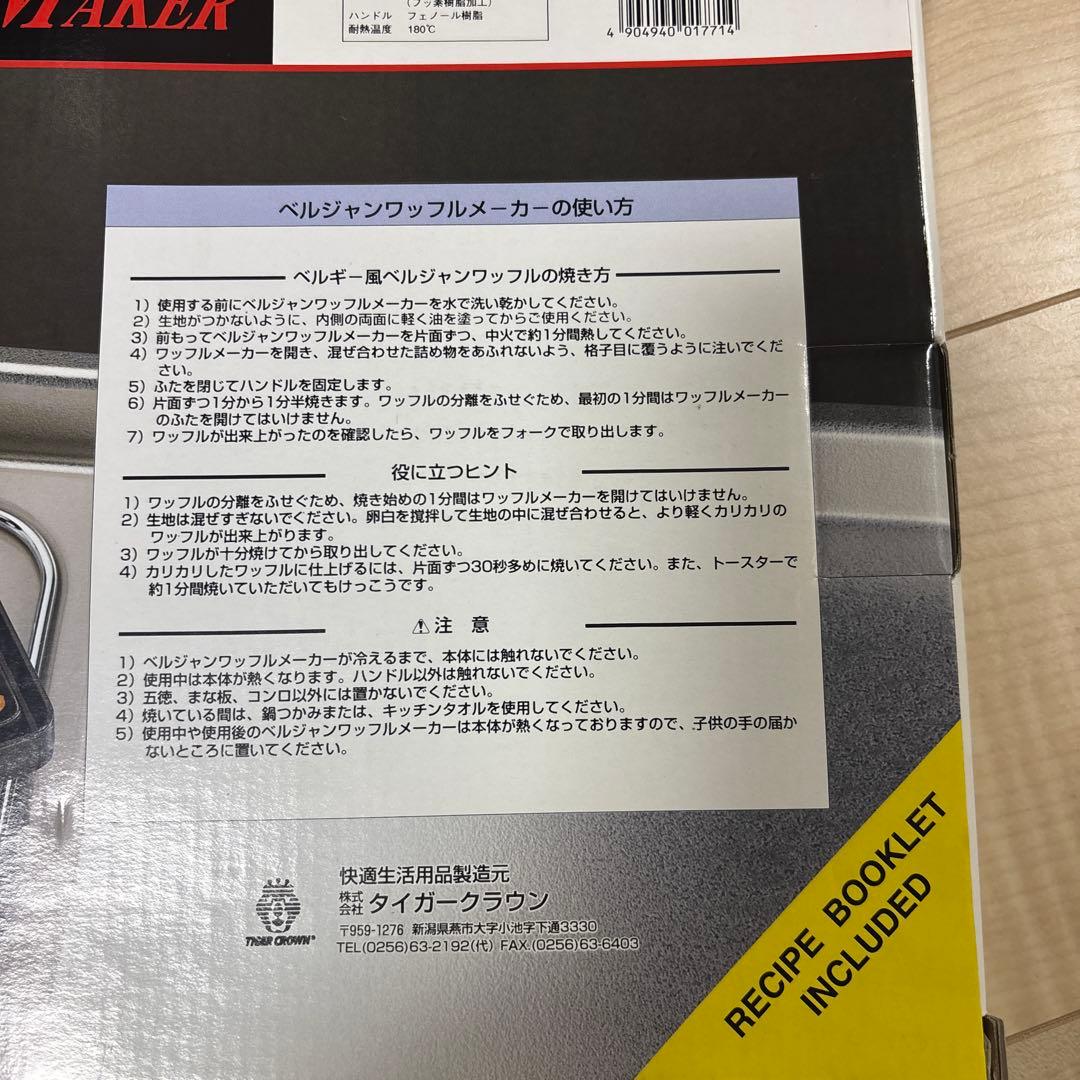 MAKER
(フッ素樹脂加工)
ハンドル フェノール樹脂
耐熱温度 180℃
4 904940 017714
ベルジャンワッフルメーカーの使い方
ベルギー風ベルジャンワッフルの焼き方
1）使用する前にベルジャンワッフルメーカーを水で洗い乾かしてください。
2）生地がつかないように、内側の両面に軽く油を塗ってからご使用ください。
3）前もってベルジャンワッフルメーカーを片面ずつ、中火で約1分間熱してください。
4）ワッフルメーカーを開き、混ぜ合わせた詰め物をあふれないよう、格子目に覆うように注いでくだ
さい。
5）ふたを閉じてハンドルを固定します。
6）片面ずつ1分から1分半焼きます。ワッフルの分離をふせぐため、最初の1分間はワッフルメーカー
のふたを開けてはいけません。
7）ワッフルが出来上がったのを確認したら、ワッフルをフォークで取り出します。
役に立つヒント
1）ワッフルの分離をふせぐため、焼き始めの1分間はワッフルメーカーを開けてはいけません。
2）生地は混ぜすぎないでください。卵白を撹拌して生地の中に混ぜ合わせると、より軽くカリカリの
ワッフルが出来上がります。
3）ワッフルが十分焼けてから取り出してください。
4）カリカリしたワッフルに仕上げるには、片面ずつ30秒多めに焼いてください。また、トースターで
約1分間焼いていただいてもけっこうです。
⚠注 意
1）ベルジャンワッフルメーカーが冷えるまで、本体には触れないでください。
2）使用中は本体が熱くなります。ハンドル以外は触れないでください。
3）五徳、まな板、コンロ以外には置かないでください。
4）焼いている間は、鍋つかみまたは、キッチンタオルを使用してください。
5）使用中や使用後のベルジャンワッフルメーカーは本体が熱くなっておりますので、子供の手の届か
ないところに置いてください。
快適生活用品製造元
株式会社 タイガークラウン
〒959-1276 新潟県燕市大字小池字下通3330
TEL(0256)63-2192(代) FAX.(0256)63-6403
TIGER CROWN®
RECIPE BOOKLET
INCLUDED